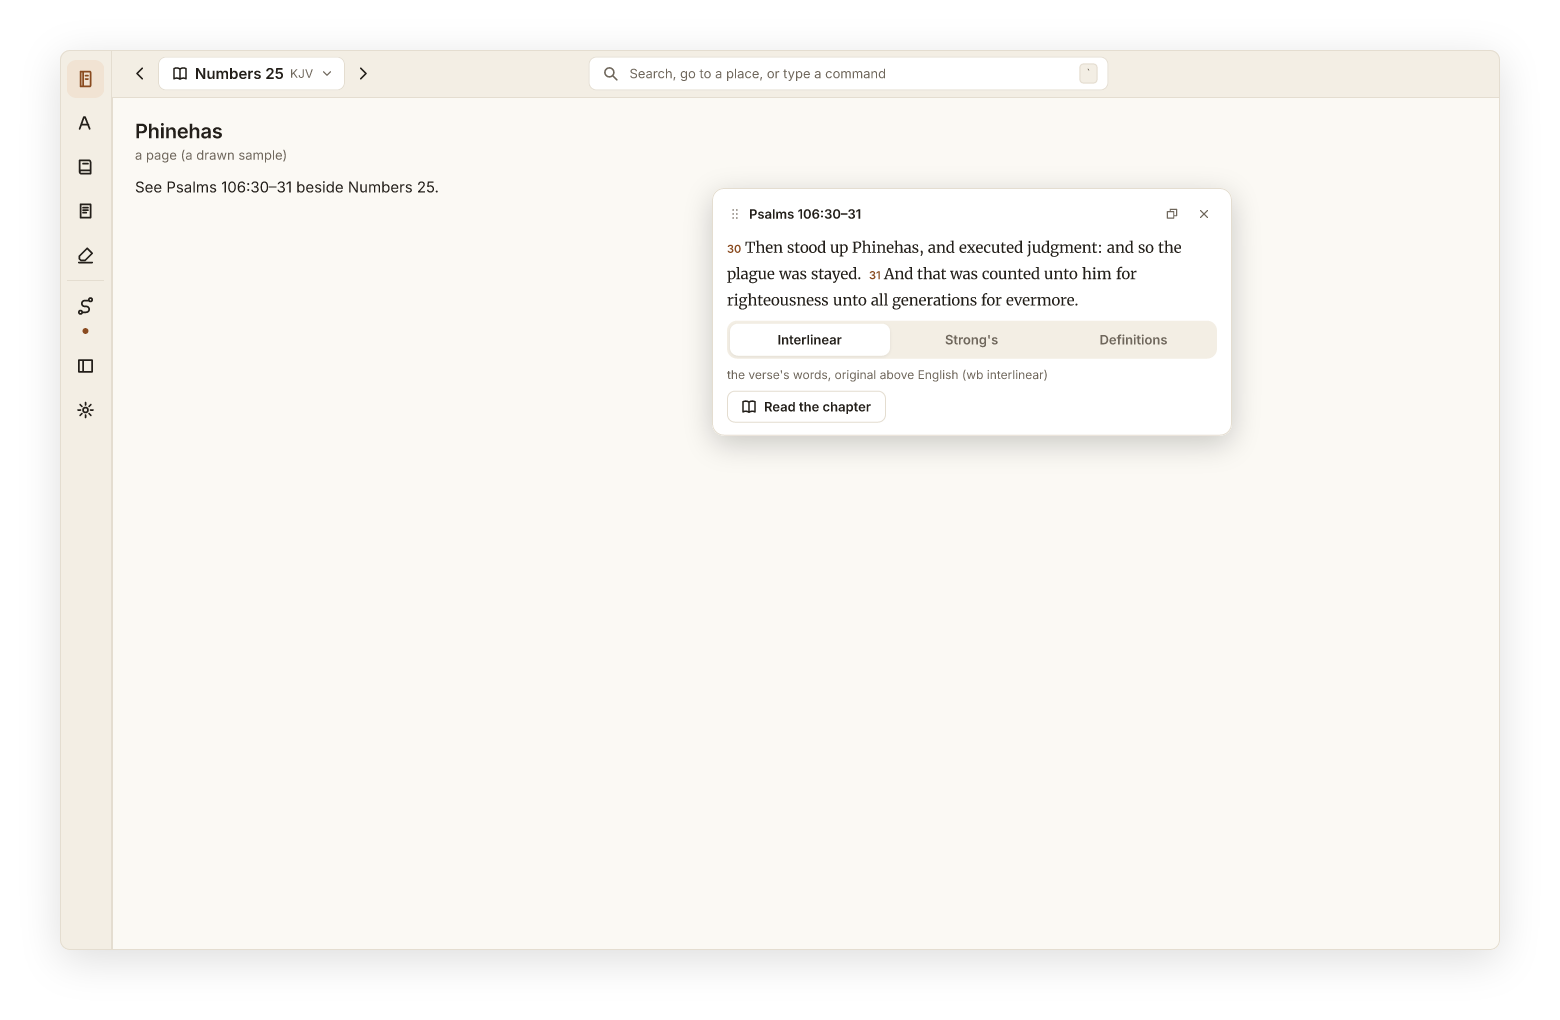 Numbers 25 KJV
Search, go to a place, or type a command
Phinehas
a page (a drawn sample)
See Psalms 106:30–31 beside Numbers 25.
Psalms 106:30–31
30 Then stood up Phinehas, and executed judgment: and so the
plague was stayed. 31 And that was counted unto him for
righteousness unto all generations for evermore.
Interlinear Strong's Definitions
the verse's words, original above English (wb interlinear)
Read the chapter